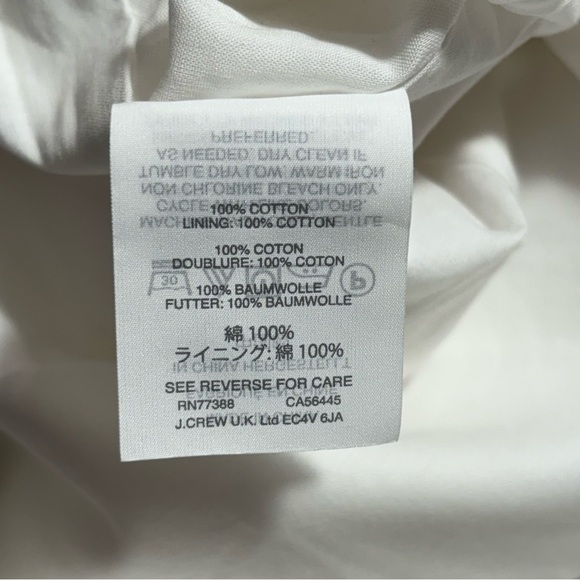 100% COTTON
LINING: 100% COTTON
100% COTON
DOUBLURE: 100% COTON
100% BAUMWOLLE
FUTTER: 100% BAUMWOLLE
綿 100%
ライニング: 綿 100%
SEE REVERSE FOR CARE
RN77388 CA56445
J.CREW U.K. Ltd EC4V 6JA